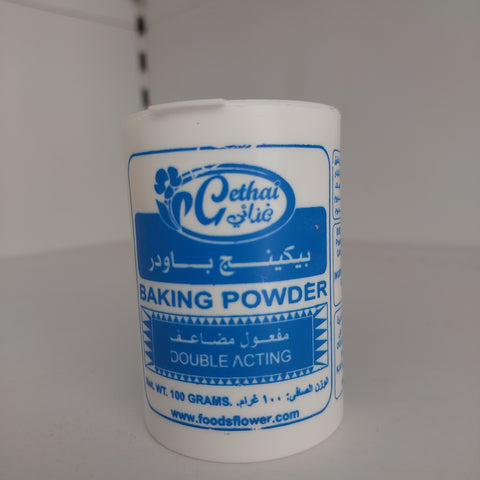 Gethai
غذائي
بيكينج باودر
BAKING POWDER
مفعول مضاعف
DOUBLE ACTING
NET. WT. 100 GRAMS. الوزن الصافي: ١٠٠ غرام.
www.foodsflower.com